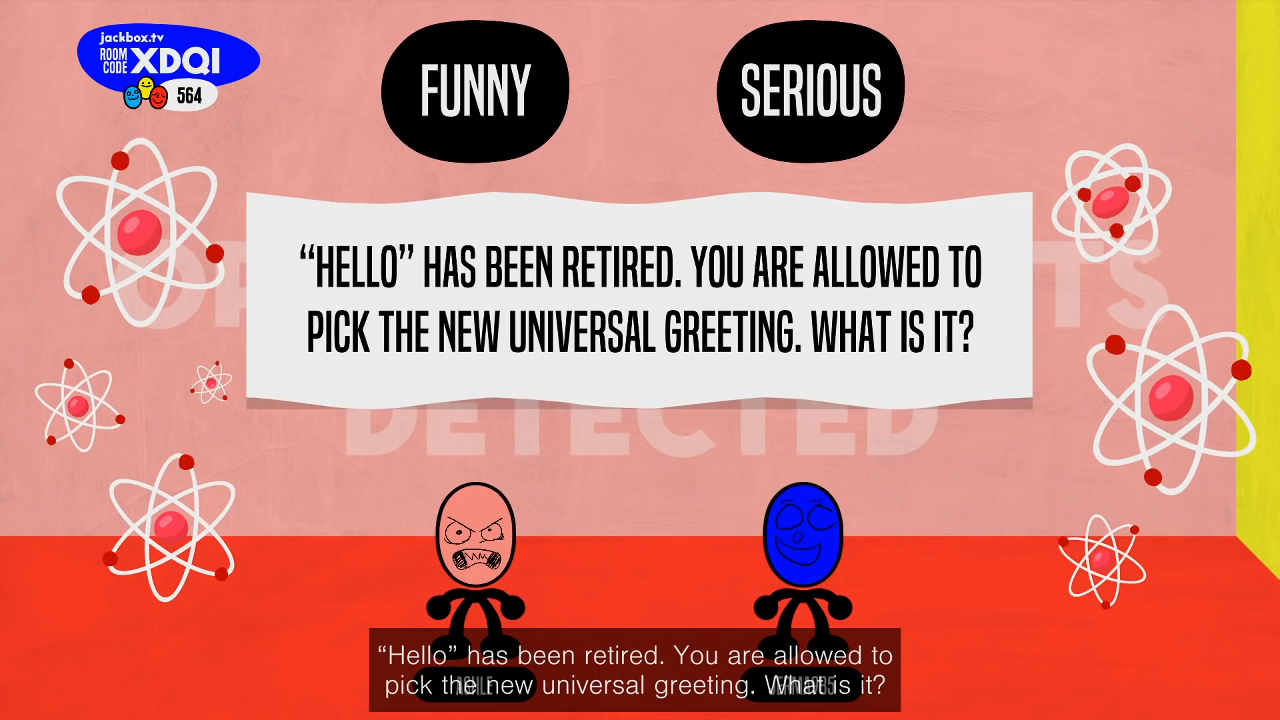 jackbox.tv
ROOM CODE XDQI
564
FUNNY
SERIOUS
“HELLO” HAS BEEN RETIRED. YOU ARE ALLOWED TO
PICK THE NEW UNIVERSAL GREETING. WHAT IS IT?
DETECTED
“Hello” has been retired. You are allowed to
pick the new universal greeting. What is it?